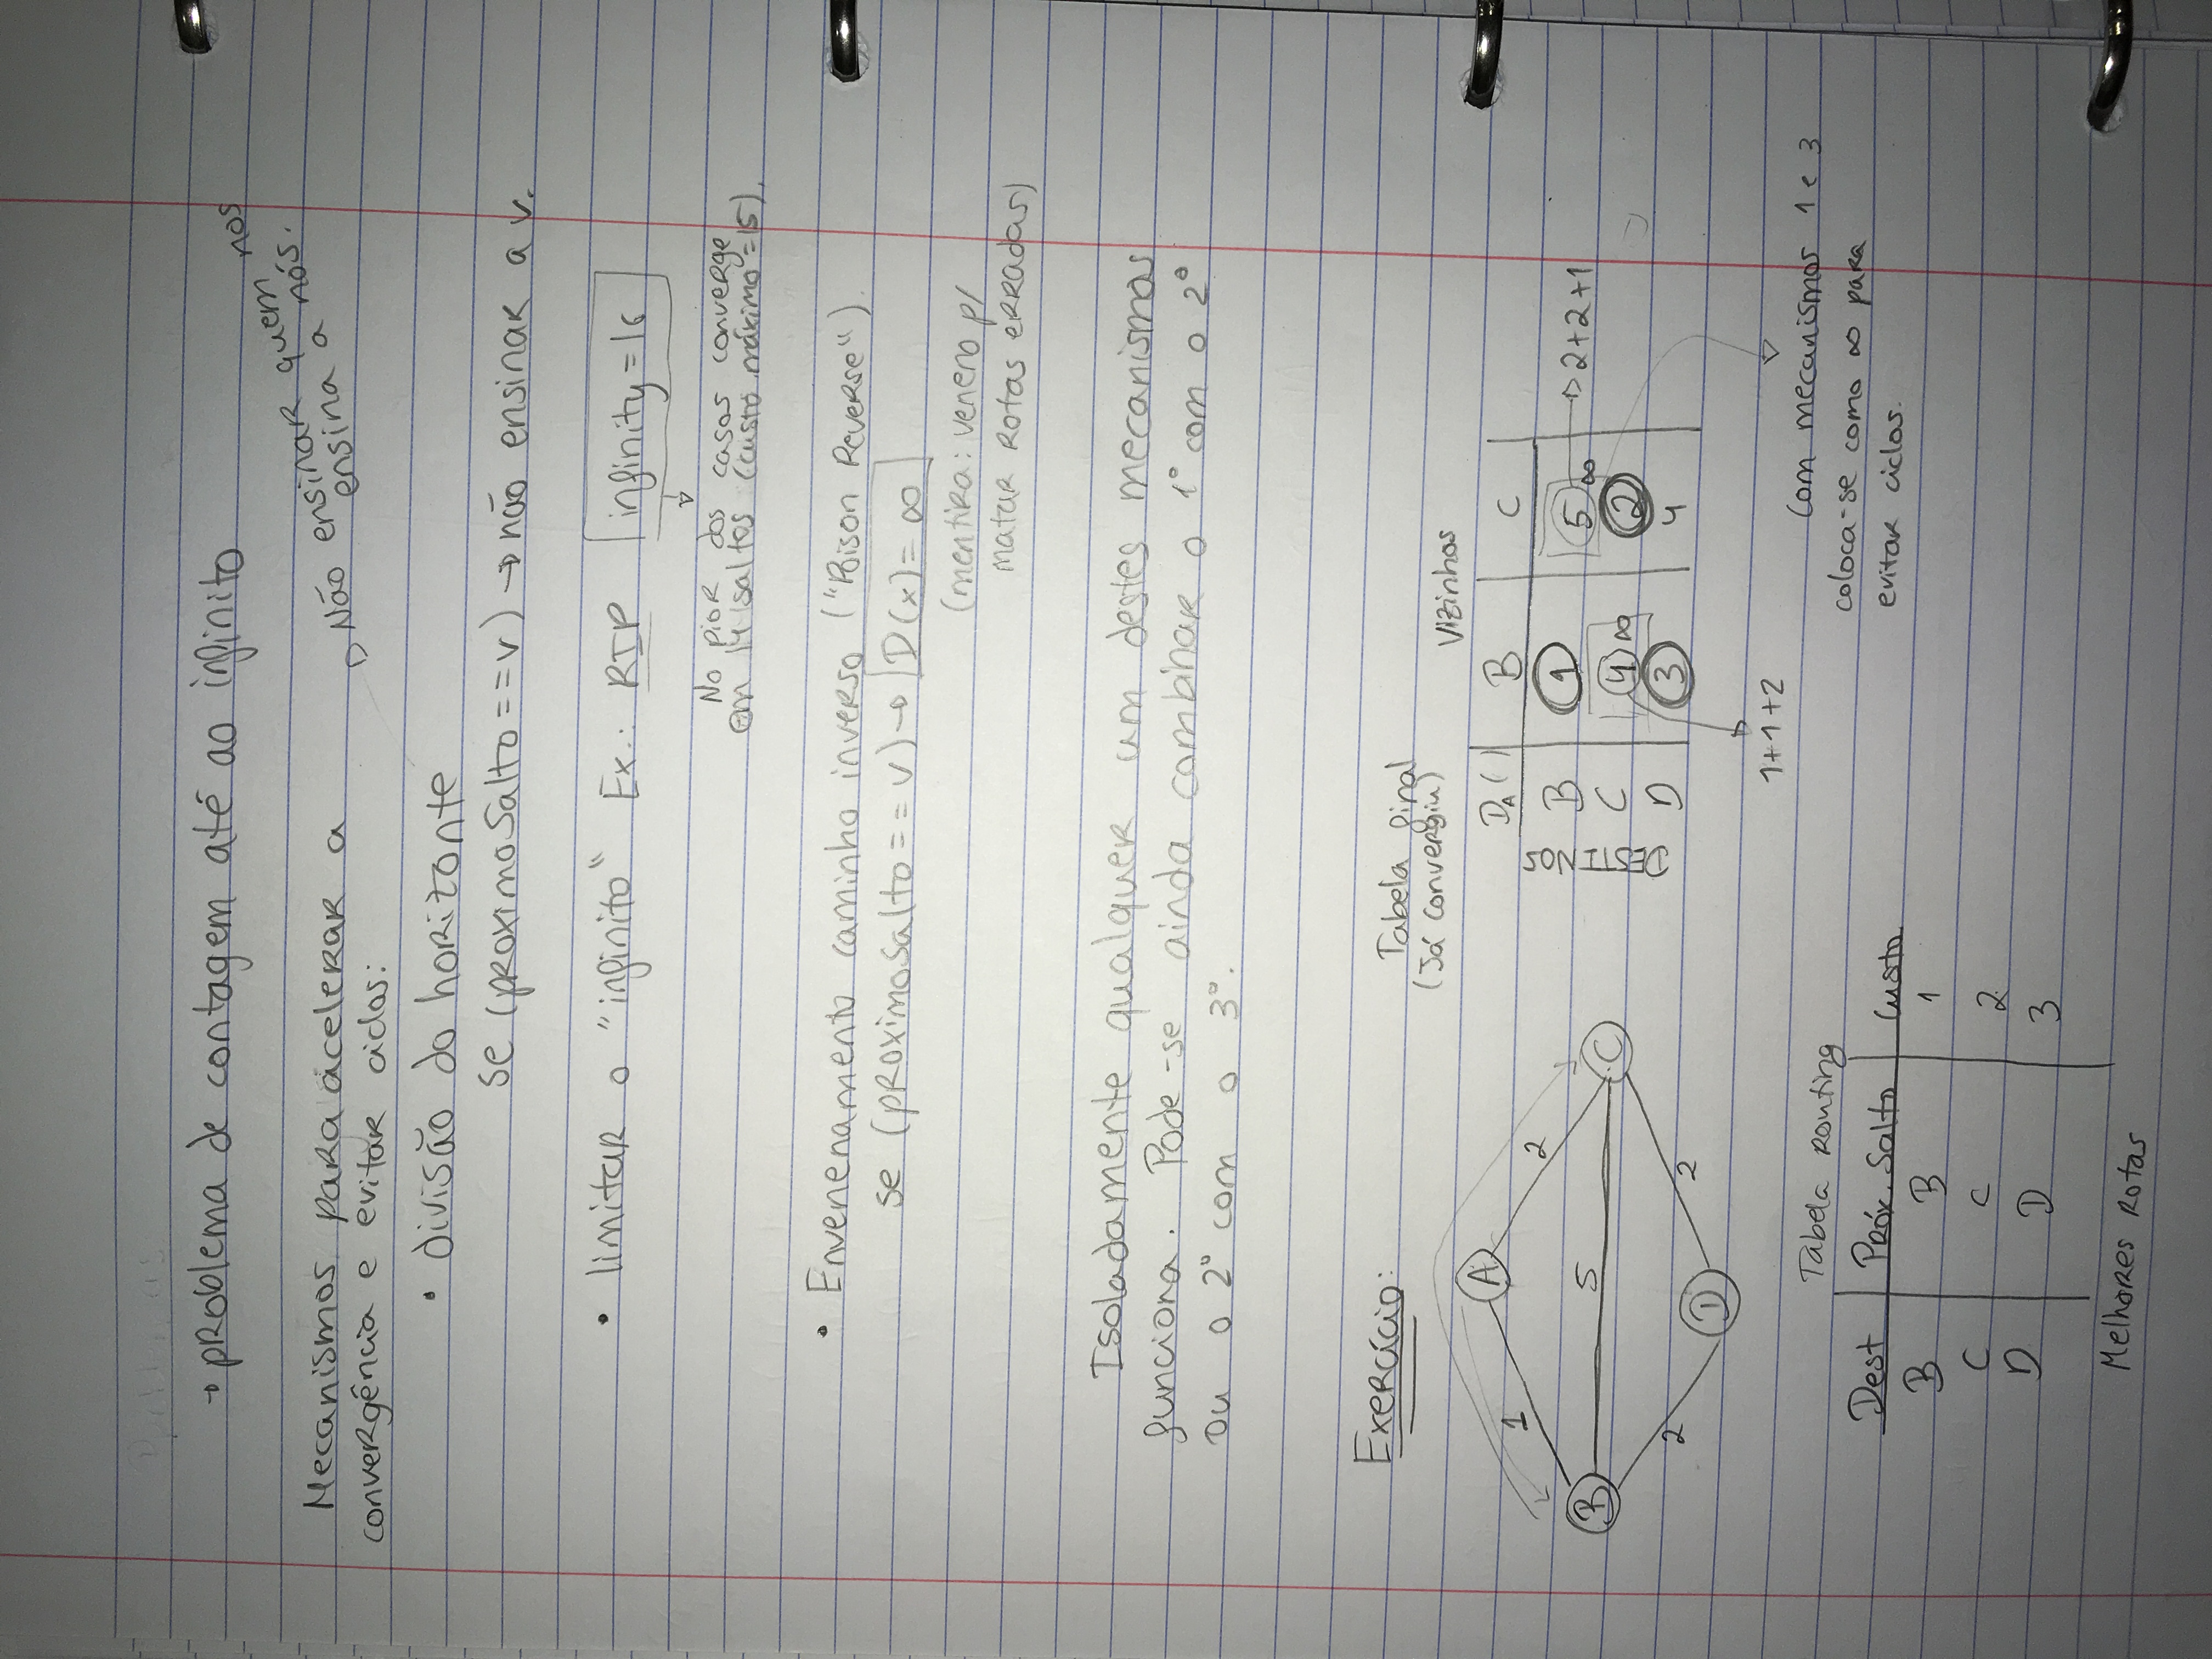 → problema de contagem até ao infinito
→ Não ensinar quem nos
ensina a nós.
Mecanismos para acelerar a
convergência e evitar ciclos:
• divisão do horizonte
se (proximoSalto==v) → não ensinar a v.
• limitar o "infinito" Ex.: RIP infinity=16
No pior dos casos converge
em 14 saltos (custo máximo=15).
• Envenenamento caminho inverso ("Poison Reverse").
se (proximoSalto==v) → D(x)=∞
(mentira: veneno p/
matar rotas erradas)
Isoladamente qualquer um destes mecanismos
funciona. Pode-se ainda combinar o 1º com o 2º
ou o 2º com o 3º.
Exercício:
A
1
2
B
5
C
2
2
D
Tabela final
(Já convergiu)
Vizinhos
DESTINOS
D_A() B C
B 1 5 ∞ → 2+2+1
C 4 ∞ 2
D 3 4
1+1+2
Com mecanismos 1 e 3
coloca-se como ∞ para
evitar ciclos.
Tabela Routing
Dest Próx. Salto Custo
B B 1
C C 2
D D 3
Melhores Rotas